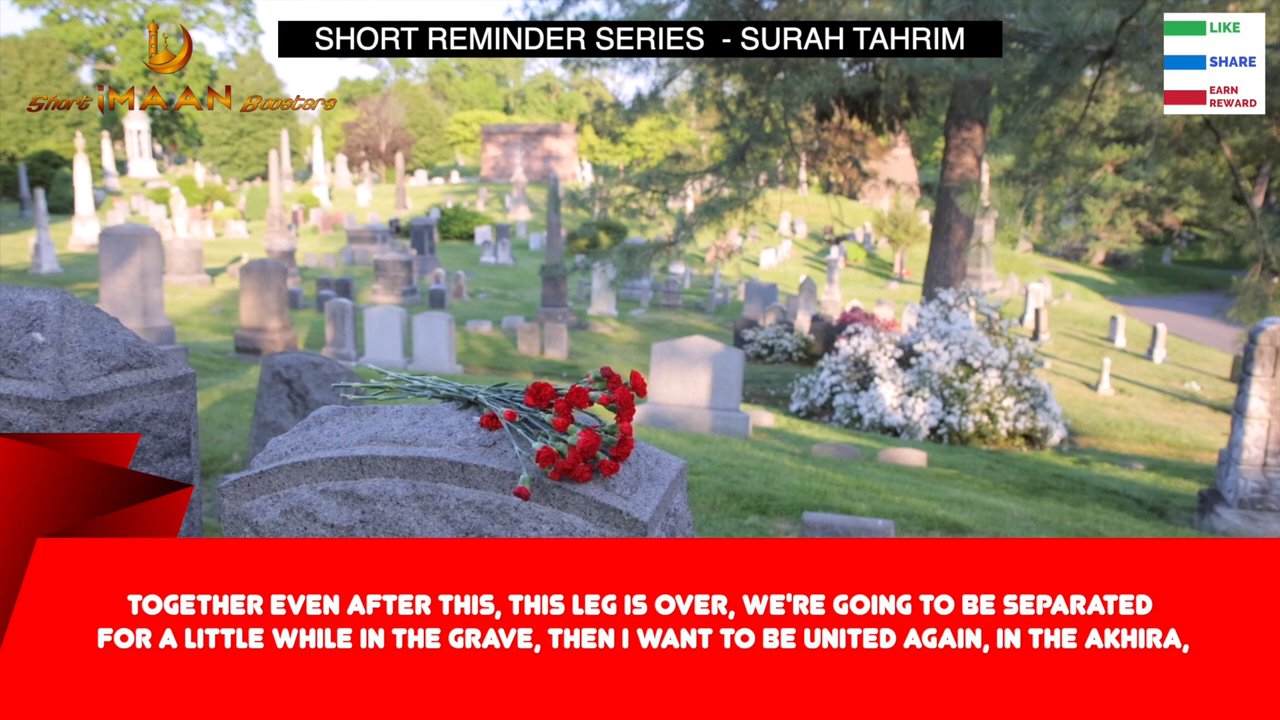 SHORT REMINDER SERIES - SURAH TAHRIM
LIKE
SHARE
EARN
REWARD
Short iMAAN Boosters
TOGETHER EVEN AFTER THIS, THIS LEG IS OVER, WE'RE GOING TO BE SEPARATED
FOR A LITTLE WHILE IN THE GRAVE, THEN I WANT TO BE UNITED AGAIN, IN THE AKHIRA,